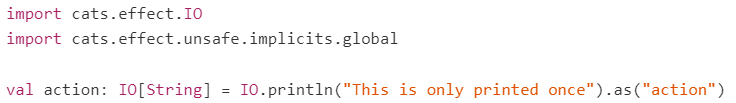 import cats.effect.IO
import cats.effect.unsafe.implicits.global
val action: IO[String] = IO.println("This is only printed once").as("action")